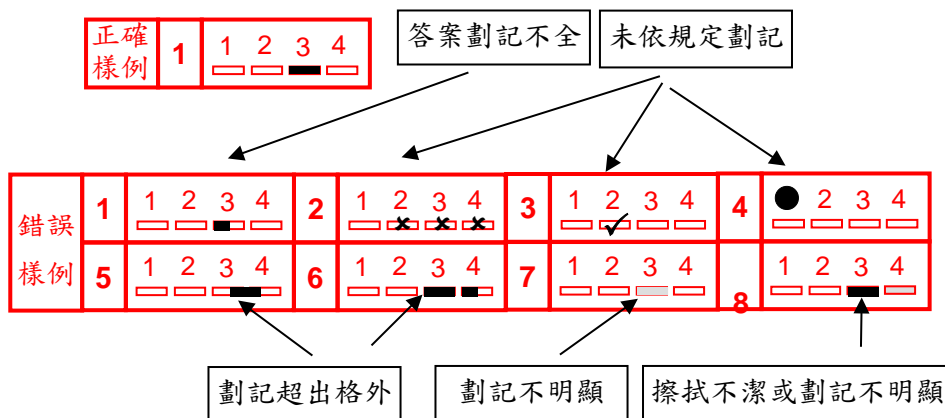 正確
樣例
1
1 2 3 4
答案劃記不全
未依規定劃記
錯誤
樣例
1
1 2 3 4
2
1 2 3 4
3
1 2 3 4
4
2 3 4
5
1 2 3 4
6
1 2 3 4
7
1 2 3 4
8
1 2 3 4
劃記超出格外
劃記不明顯
擦拭不潔或劃記不明顯